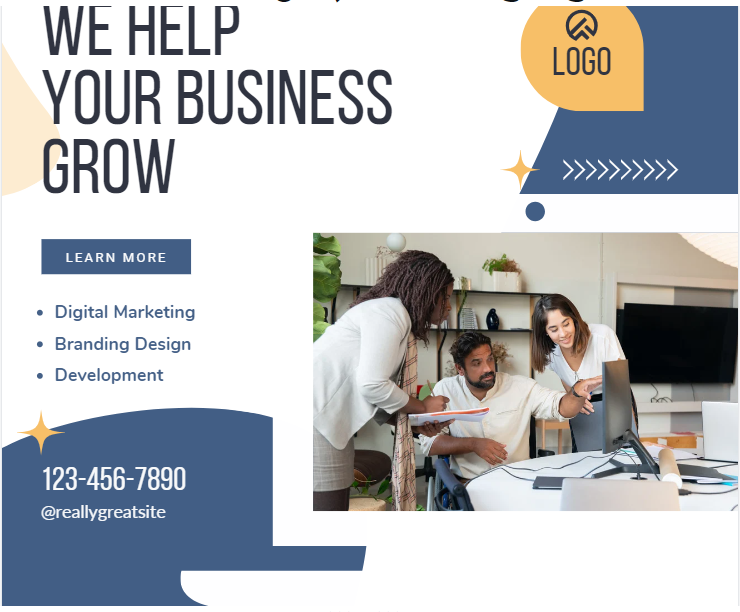 WE HELP
YOUR BUSINESS
GROW
LOGO
LEARN MORE
Digital Marketing
Branding Design
Development
123-456-7890
@reallygreatsite